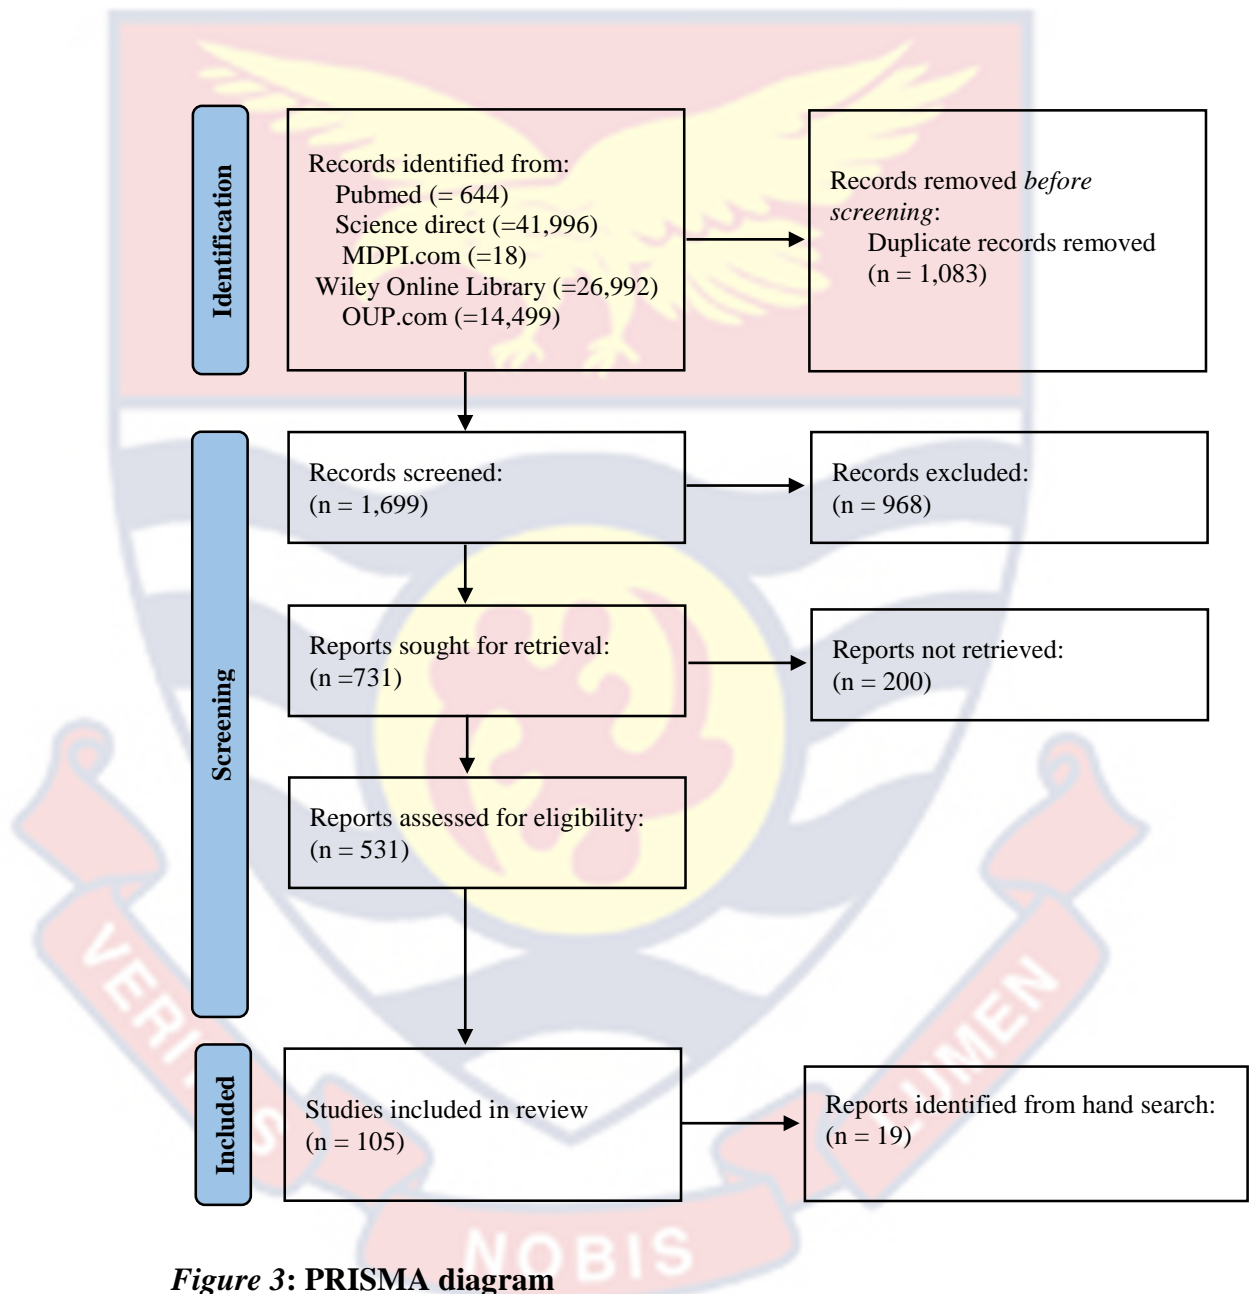 Identification
Records identified from:
Pubmed (= 644)
Science direct (=41,996)
MDPI.com (=18)
Wiley Online Library (=26,992)
OUP.com (=14,499)
Records removed before
screening:
Duplicate records removed
(n = 1,083)
Screening
Records screened:
(n = 1,699)
Records excluded:
(n = 968)
Reports sought for retrieval:
(n =731)
Reports not retrieved:
(n = 200)
Reports assessed for eligibility:
(n = 531)
Included
Studies included in review
(n = 105)
Reports identified from hand search:
(n = 19)
NOBIS
LUMEN
Figure 3: PRISMA diagram